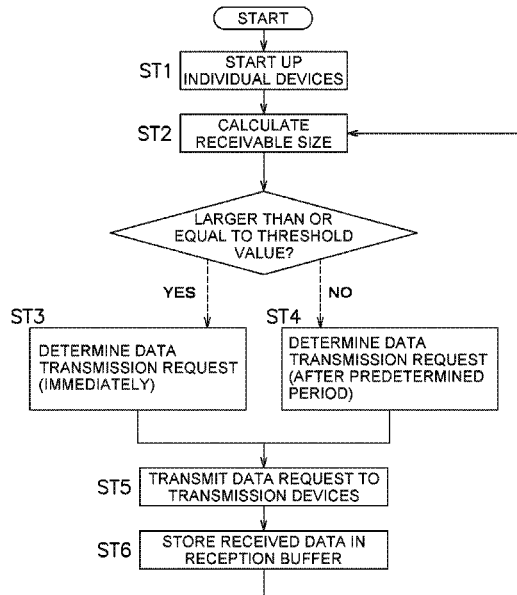 START
ST1
START UP
INDIVIDUAL DEVICES
ST2
CALCULATE
RECEIVABLE SIZE
LARGER THAN OR
EQUAL TO THRESHOLD
VALUE?
YES
NO
ST3
DETERMINE DATA
TRANSMISSION REQUEST
(IMMEDIATELY)
ST4
DETERMINE DATA
TRANSMISSION REQUEST
(AFTER PREDETERMINED
PERIOD)
ST5
TRANSMIT DATA REQUEST TO
TRANSMISSION DEVICES
ST6
STORE RECEIVED DATA IN
RECEPTION BUFFER